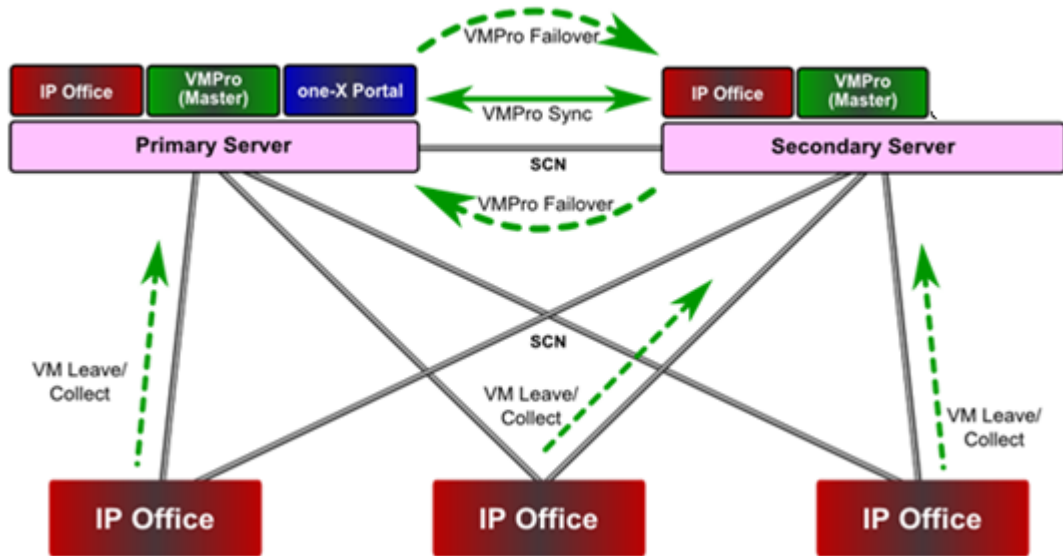 VMPro Failover
IP Office
VMPro
(Master)
one-X Portal
VMPro Sync
IP Office
VMPro
(Master)
Primary Server
SCN
Secondary Server
VMPro Failover
SCN
VM Leave/
Collect
VM Leave/
Collect
VM Leave/
Collect
IP Office
IP Office
IP Office